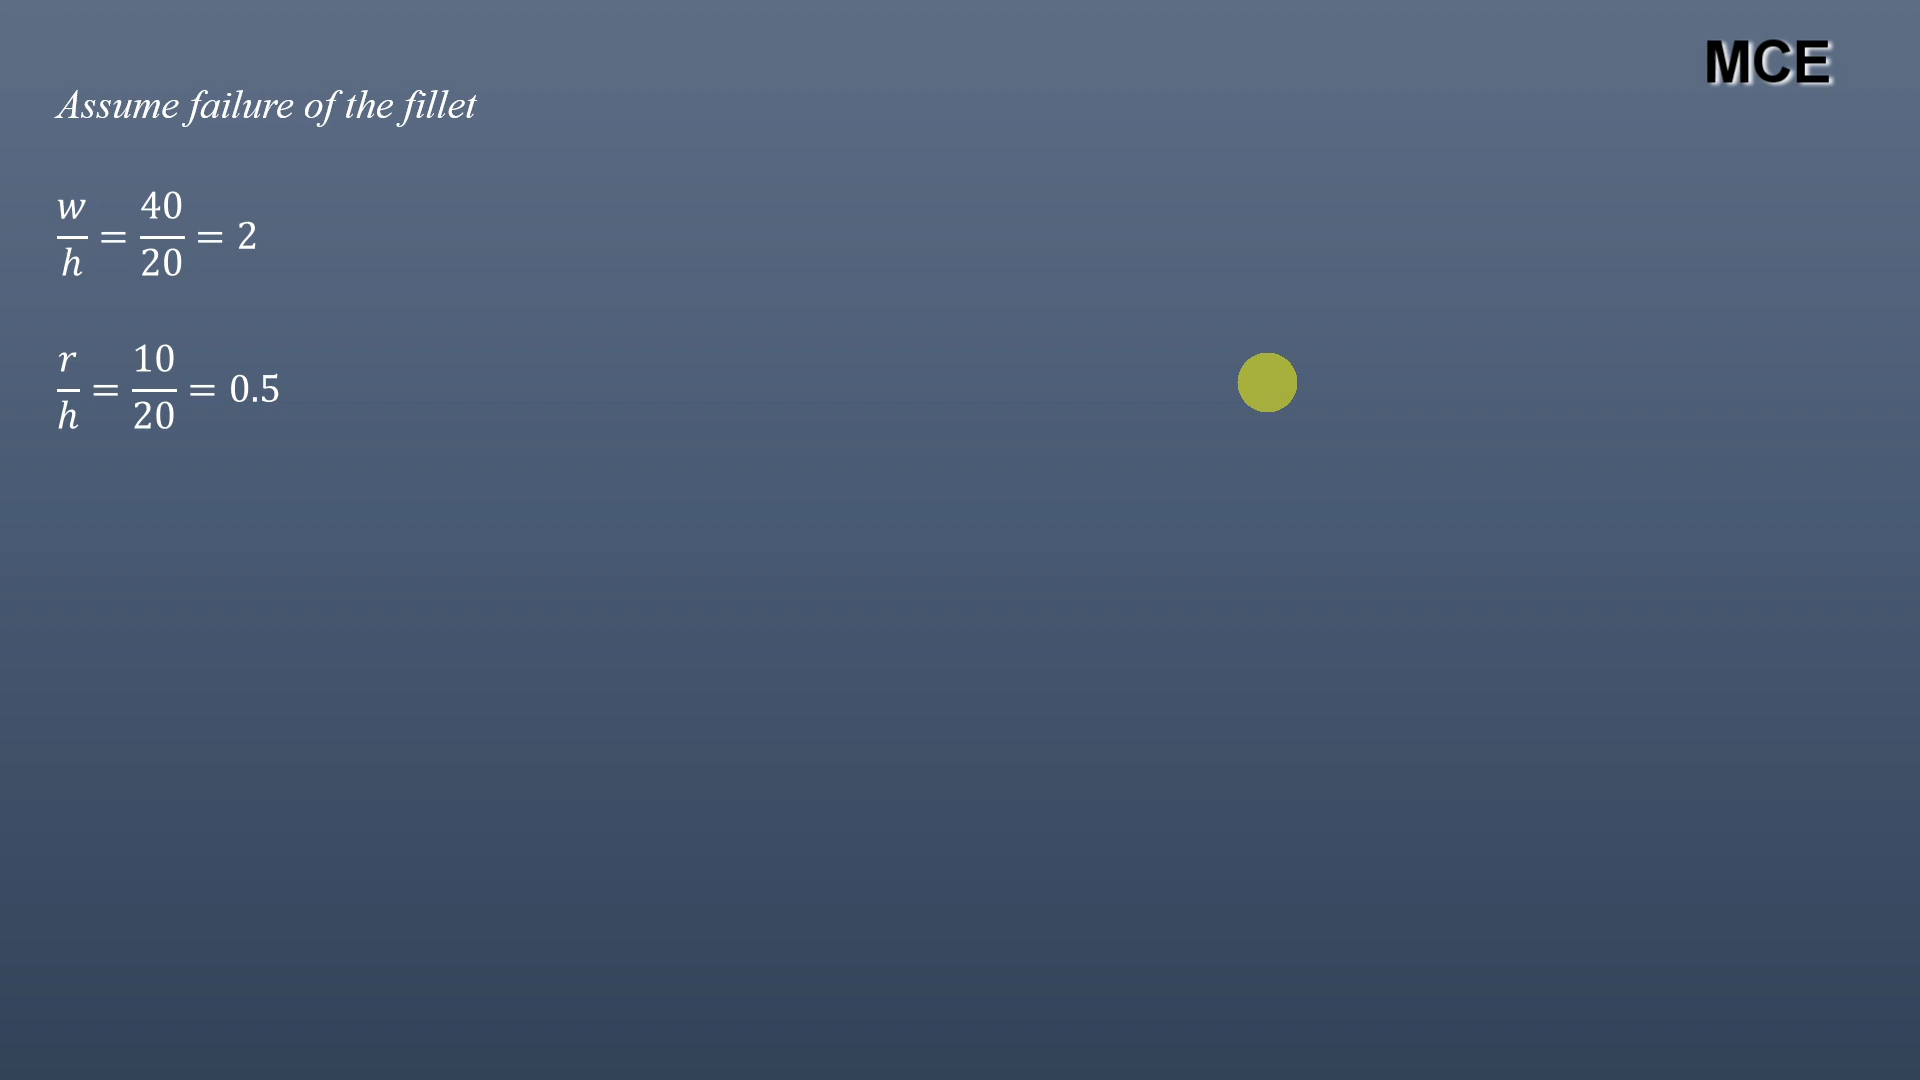 MCE
Assume failure of the fillet
w/h = 40/20 = 2
r/h = 10/20 = 0.5